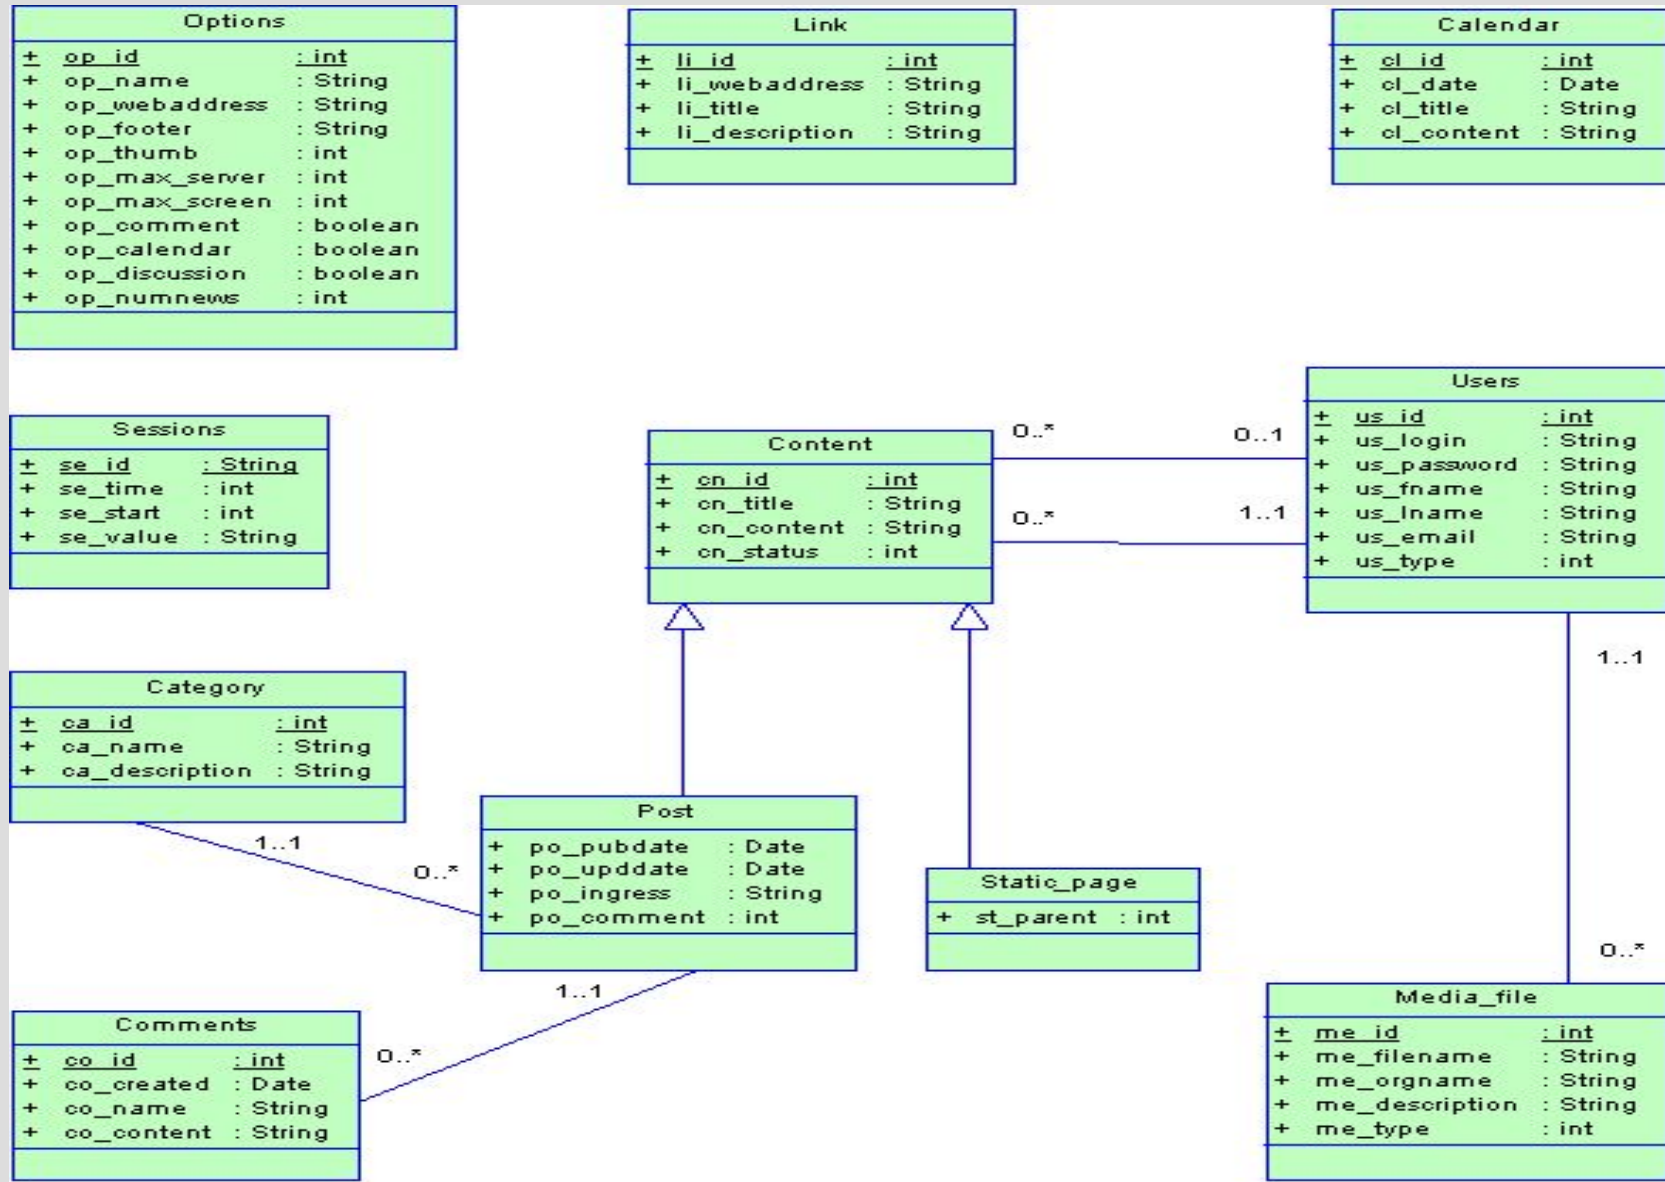 Options
+ op_id : int
+ op_name : String
+ op_webaddress : String
+ op_footer : String
+ op_thumb : int
+ op_max_server : int
+ op_max_screen : int
+ op_comment : boolean
+ op_calendar : boolean
+ op_discussion : boolean
+ op_numnews : int
Link
+ li_id : int
+ li_webaddress : String
+ li_title : String
+ li_description : String
Calendar
+ cl_id : int
+ cl_date : Date
+ cl_title : String
+ cl_content : String
Sessions
+ se_id : String
+ se_time : int
+ se_start : int
+ se_value : String
Content
+ cn_id : int
+ cn_title : String
+ cn_content : String
+ cn_status : int
0..*
0..1
0..*
1..1
Users
+ us_id : int
+ us_login : String
+ us_password : String
+ us_fname : String
+ us_lname : String
+ us_email : String
+ us_type : int
1..1
Category
+ ca_id : int
+ ca_name : String
+ ca_description : String
1..1
0..*
Post
+ po_pubdate : Date
+ po_upddate : Date
+ po_ingress : String
+ po_comment : int
Static_page
+ st_parent : int
0..*
1..1
0..*
Comments
+ co_id : int
+ co_created : Date
+ co_name : String
+ co_content : String
Media_file
+ me_id : int
+ me_filename : String
+ me_orgname : String
+ me_description : String
+ me_type : int